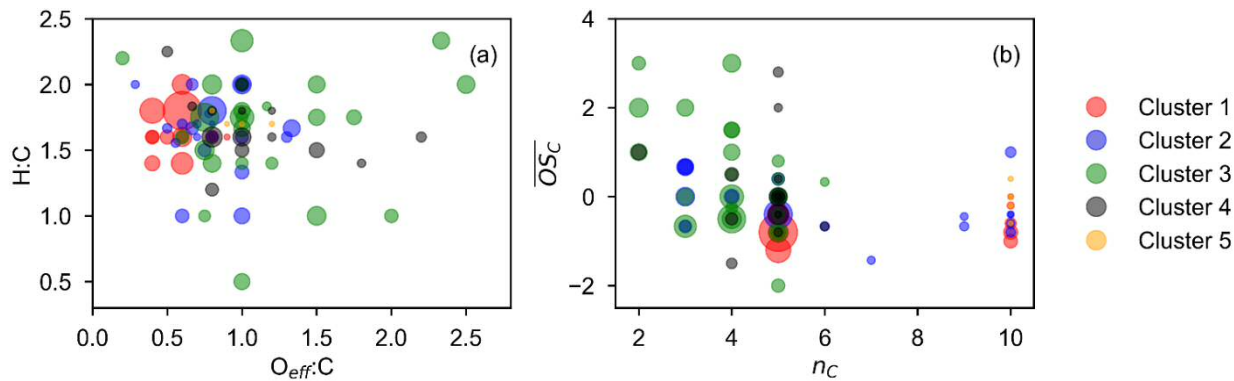 (a)
H:C
2.5
2.0
1.5
1.0
0.5
0.0 0.5 1.0 1.5 2.0 2.5
O_eff:C
(b)
\overline{OS_C}
4
2
0
−2
2 4 6 8 10
n_C
Cluster 1
Cluster 2
Cluster 3
Cluster 4
Cluster 5